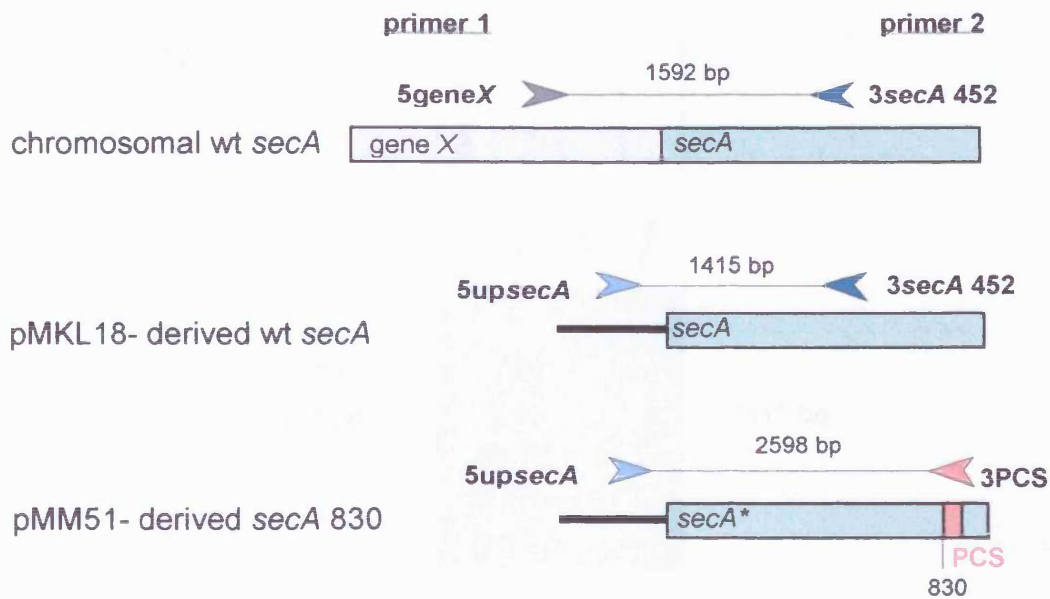 primer 1 primer 2
1592 bp
5geneX 3secA 452
chromosomal wt secA gene X secA
1415 bp
5upsecA 3secA 452
pMKL18- derived wt secA secA
2598 bp
5upsecA 3PCS
pMM51- derived secA 830 secA*
PCS
830